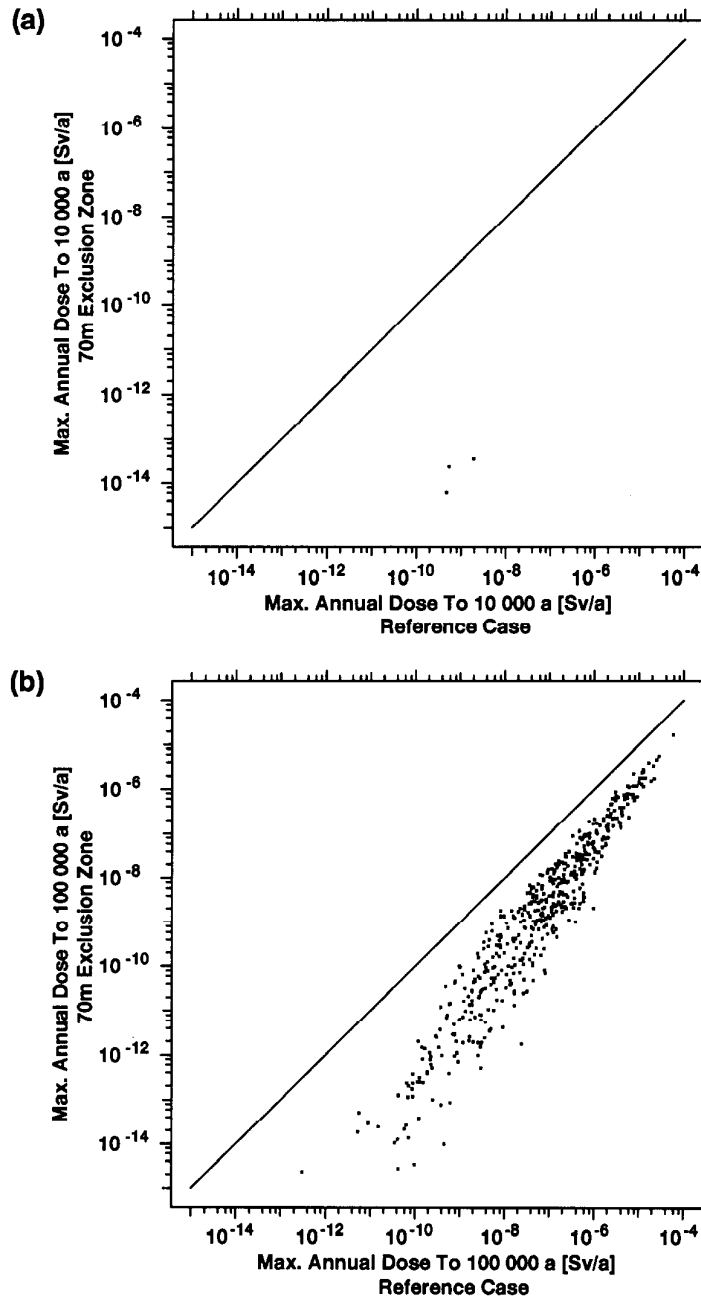 (a)
10-4
10-6
10-8
10-10
10-12
10-14
Max. Annual Dose To 10 000 a [Sv/a]
70m Exclusion Zone
10-14 10-12 10-10 10-8 10-6 10-4
Max. Annual Dose To 10 000 a [Sv/a]
Reference Case
(b)
10-4
10-6
10-8
10-10
10-12
10-14
Max. Annual Dose To 100 000 a [Sv/a]
70m Exclusion Zone
10-14 10-12 10-10 10-8 10-6 10-4
Max. Annual Dose To 100 000 a [Sv/a]
Reference Case